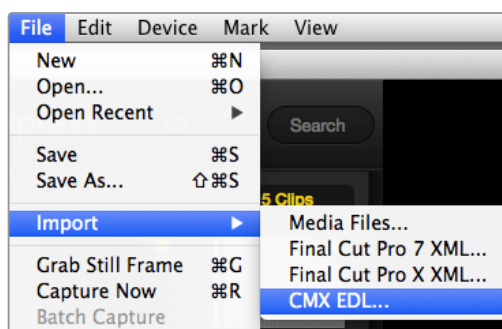 File Edit Device Mark View
New ⌘N
Open... ⌘O
Open Recent ▶
Search
Save ⌘S
Save As... ⇧⌘S
5 Clips
Import ▶
Media Files...
Final Cut Pro 7 XML...
Final Cut Pro X XML...
CMX EDL...
Grab Still Frame ⌘G
Capture Now ⌘R
Batch Capture